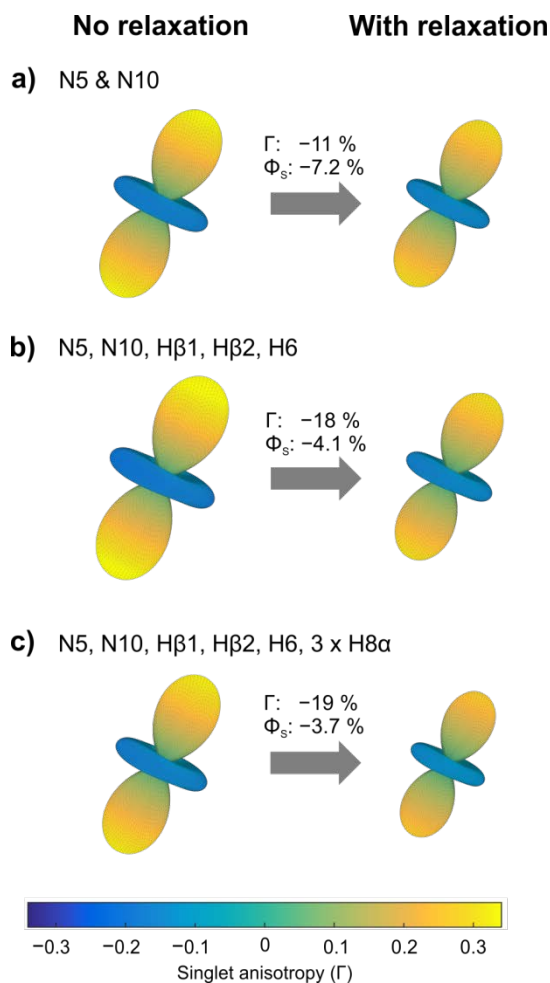 No relaxation With relaxation
a) N5 & N10
Γ: −11 %
Φs: −7.2 %
b) N5, N10, Hβ1, Hβ2, H6
Γ: −18 %
Φs: −4.1 %
c) N5, N10, Hβ1, Hβ2, H6, 3 x H8α
Γ: −19 %
Φs: −3.7 %
−0.3 −0.2 −0.1 0 0.1 0.2 0.3
Singlet anisotropy (Γ)